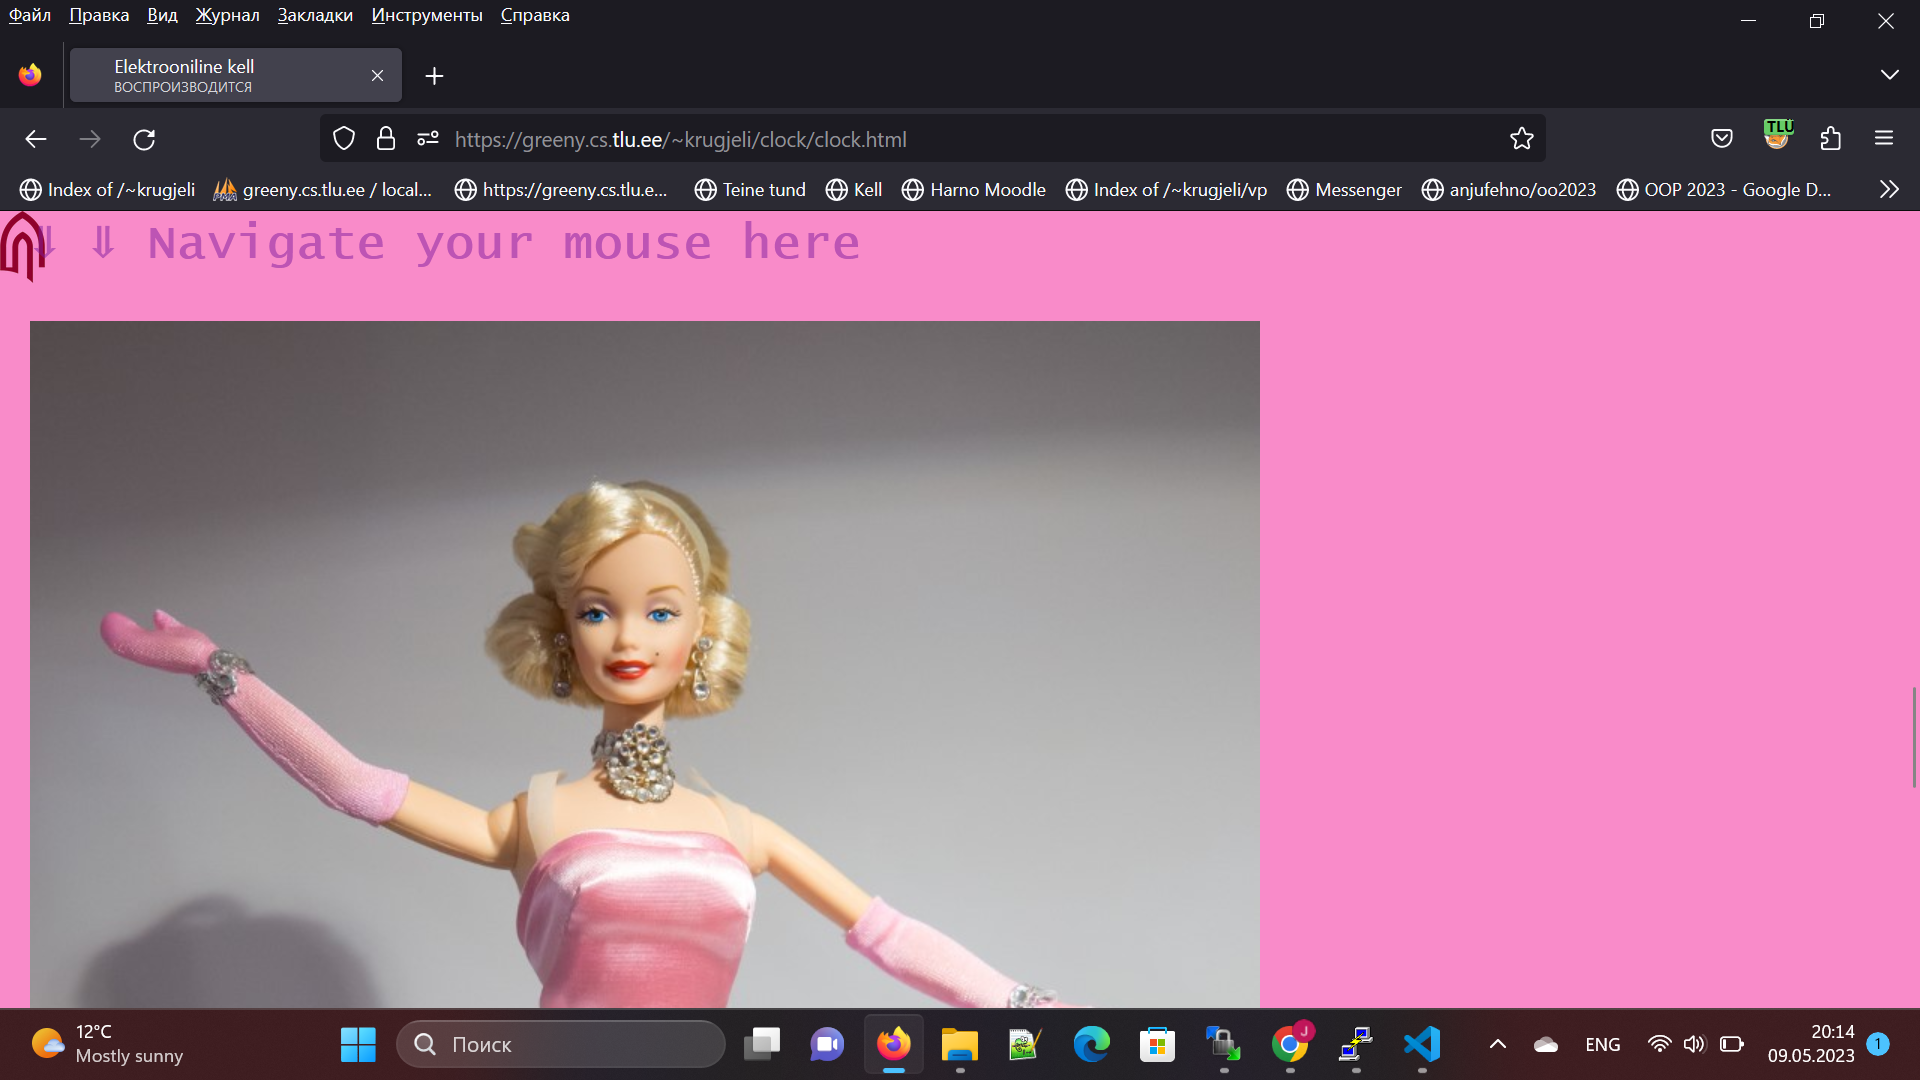 Файл Правка Вид Журнал Закладки Инструменты Справка
Elektrooniline kell
ВОСПРОИЗВОДИТСЯ
https://greeny.cs.tlu.ee/~krugjeli/clock/clock.html
TLU
Index of /~krugjeli greeny.cs.tlu.ee / local... https://greeny.cs.tlu.e... Teine tund Kell Harno Moodle Index of /~krugjeli/vp Messenger anjufehno/oo2023 OOP 2023 - Google D...
⇓ ⇓ Navigate your mouse here
12°C
Mostly sunny
Поиск
J
ENG
20:14
09.05.2023
1